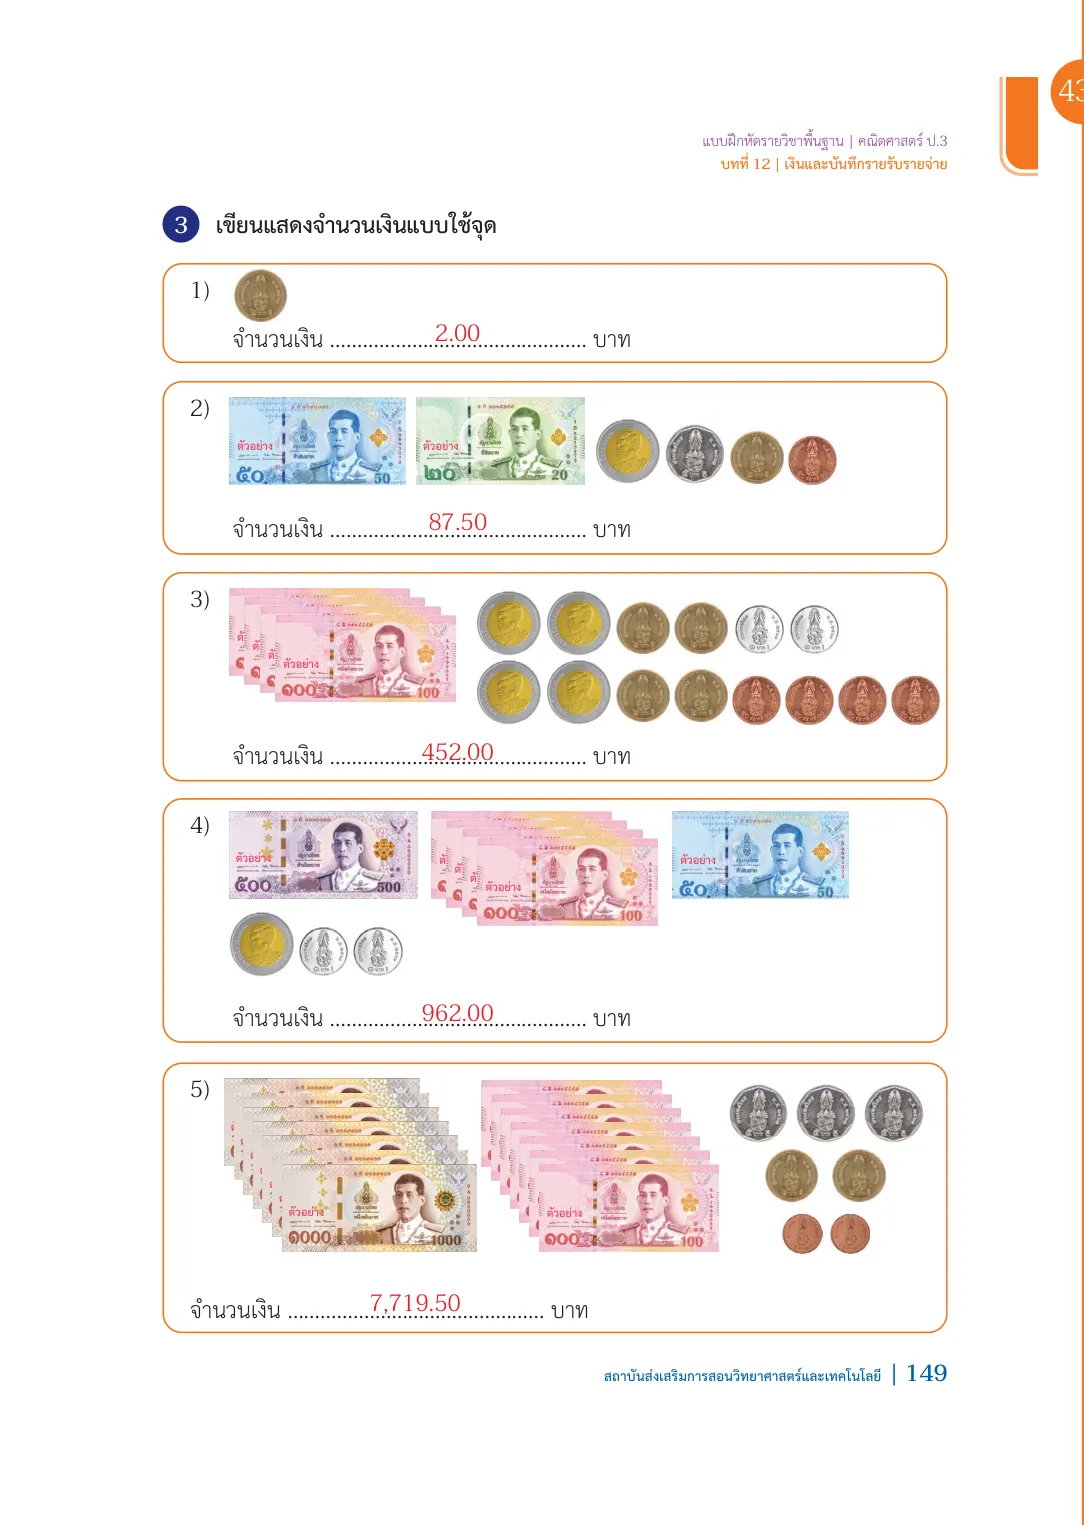 43
แบบฝึกหัดรายวิชาพื้นฐาน | คณิตศาสตร์ ป.3
บทที่ 12 | เงินและบันทึกรายรับรายจ่าย
3 เขียนแสดงจำนวนเงินแบบใช้จุด
1)
จำนวนเงิน ............... 2.00 ............... บาท
2)
ตัวอย่าง ๕๐ 50
ตัวอย่าง ๒๐ 20
จำนวนเงิน ............... 87.50 ............... บาท
3)
ตัวอย่าง ๑๐๐ 100
จำนวนเงิน ............... 452.00 ............... บาท
4)
ตัวอย่าง ๕๐๐ 500
ตัวอย่าง ๑๐๐ 100
ตัวอย่าง ๕๐ 50
จำนวนเงิน ............... 962.00 ............... บาท
5)
ตัวอย่าง ๑๐๐๐ 1000
ตัวอย่าง ๑๐๐ 100
จำนวนเงิน ............... 7,719.50 ............... บาท
สถาบันส่งเสริมการสอนวิทยาศาสตร์และเทคโนโลยี | 149